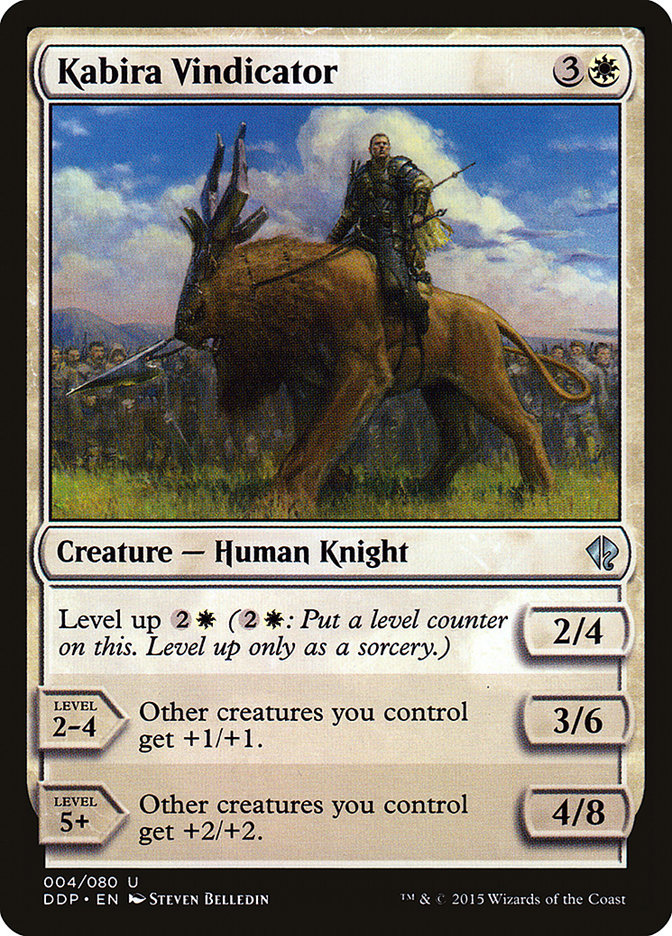 Kabira Vindicator 3
Creature — Human Knight
Level up 2 (2: Put a level counter
on this. Level up only as a sorcery.)
2/4
LEVEL
2-4
Other creatures you control
get +1/+1.
3/6
LEVEL
5+
Other creatures you control
get +2/+2.
4/8
004/080 U
DDP • EN Steven Belledin
™ & © 2015 Wizards of the Coast